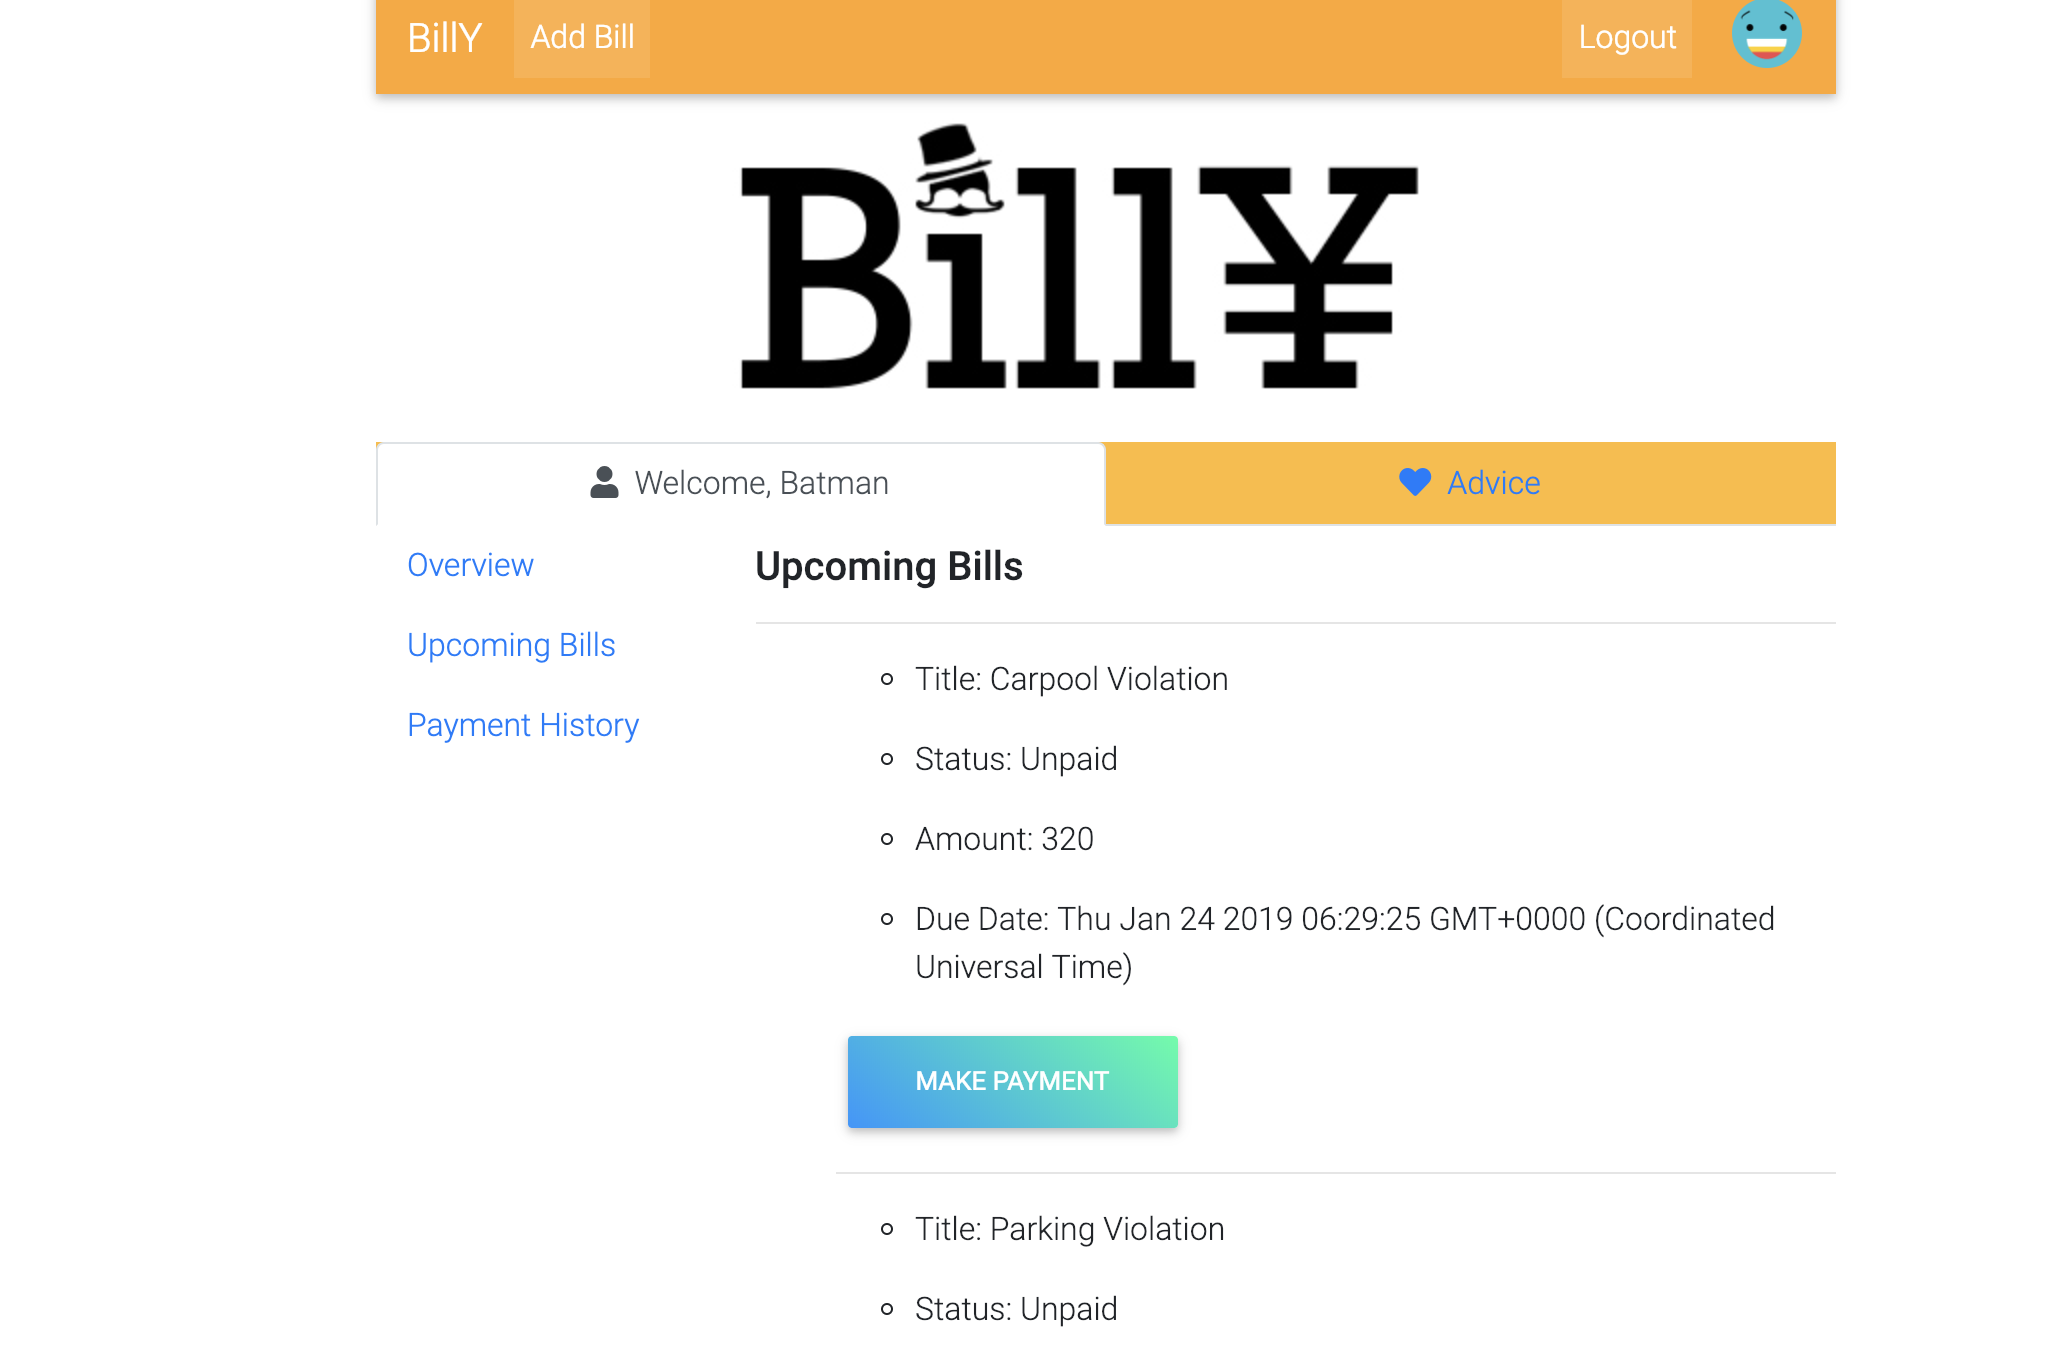 BillY Add Bill Logout
Bill¥
Welcome, Batman Advice
Overview
Upcoming Bills
Payment History
Upcoming Bills
Title: Carpool Violation
Status: Unpaid
Amount: 320
Due Date: Thu Jan 24 2019 06:29:25 GMT+0000 (Coordinated
Universal Time)
MAKE PAYMENT
Title: Parking Violation
Status: Unpaid